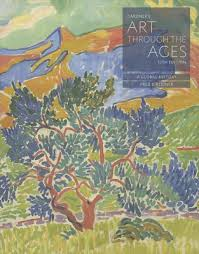 GARDNER'S
ART
THROUGH THE
AGES
A GLOBAL HISTORY
FRED S. KLEINER